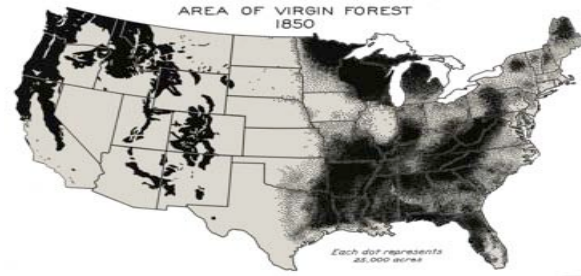 AREA OF VIRGIN FOREST
1850
Each dot represents
25,000 acres